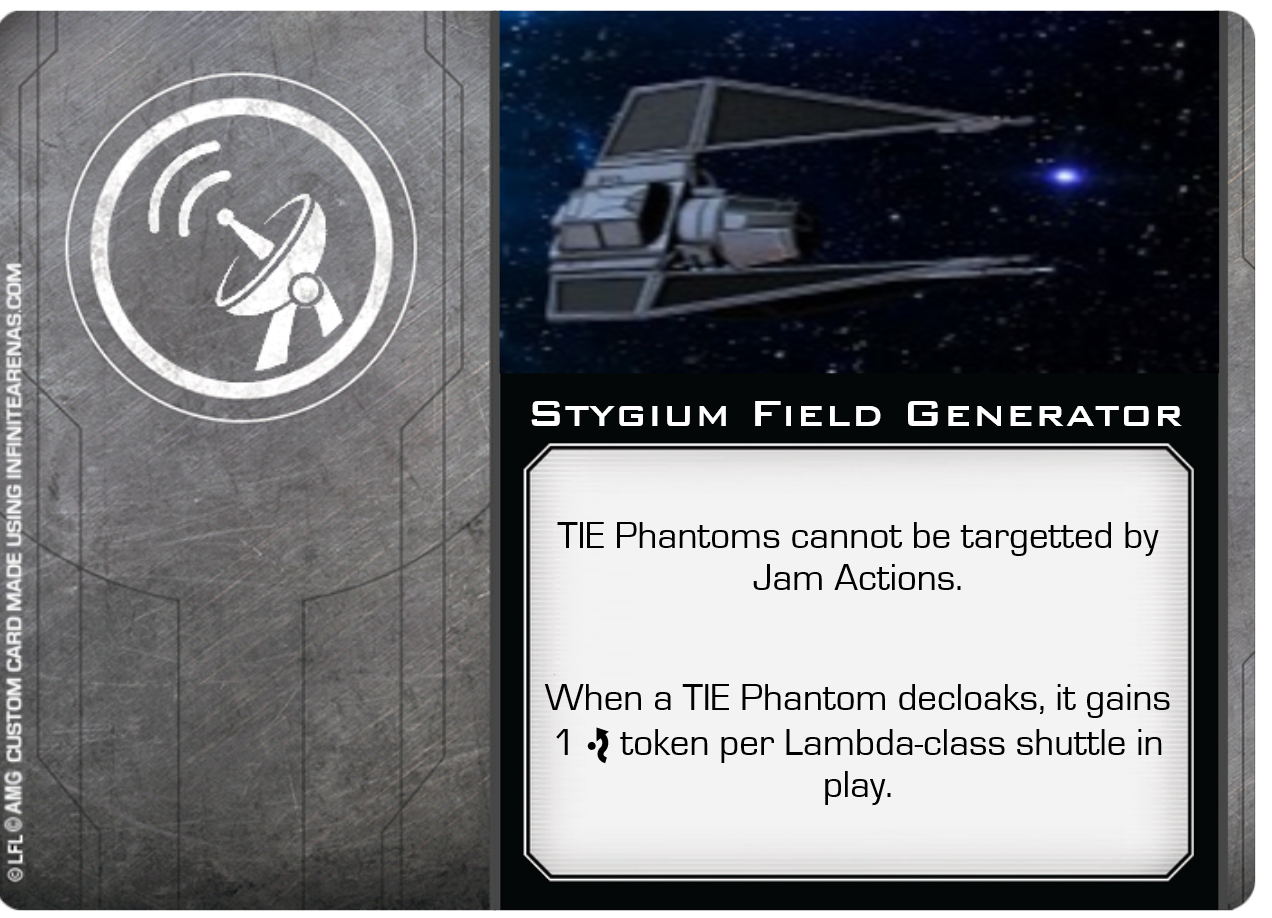 Stygium Field Generator
TIE Phantoms cannot be targetted by
Jam Actions.
When a TIE Phantom decloaks, it gains
1 token per Lambda-class shuttle in
play.
© LFL © AMG CUSTOM CARD MADE USING INFINITEARENAS.COM